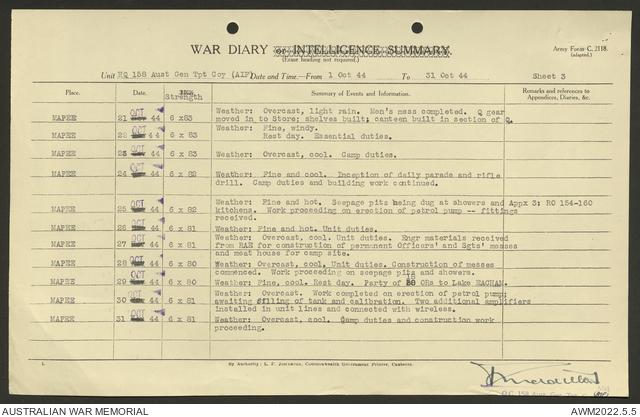 WAR DIARY or INTELLIGENCE SUMMARY.
(Erase heading not required.)
Army Form C. 2118.
(adapted.)
Unit HQ 158 Aust Gen Tpt Coy (AIF) Date and Time.—From 1 Oct 44 To 31 Oct 44 Sheet 3
Place. Date. Strength Summary of Events and Information. Remarks and references to Appendices, Diaries, &c.
Weather: Overcast, light rain. Men's mess completed. Q gear
MAPEE 21 OCT 44 6 x83 moved in to Store; shelves built; canteen built in section of Q.
Weather: Fine, windy.
MAPEE 22 OCT 44 6 x 83 Rest day. Essential duties.
MAPEE 23 OCT 44 6 x 83 Weather: Overcast, cool. Camp duties.
MAPEE 24 OCT 44 6 x 82 Weather: Fine and cool. Inception of daily parade and rifle
drill. Camp duties and building work continued.
Weather: Fine and hot. Seepage pits being dug at showers and Appx 3: RO 154-160
MAPEE 25 OCT 44 6 x 82 kitchens. Work proceeding on erection of petrol pump -- fittings
received.
MAPEE 26 OCT 44 6 x 81 Weather: Fine and hot. Unit duties.
Weather: Overcast, cool. Unit duties. Engr materials received
MAPEE 27 OCT 44 6 x 81 from RAE for construction of permanent Officers' and Sgts' messes
and meat house for camp site.
MAPEE 28 OCT 44 6 x 80 Weather: Overcast, cool, Unit duties. Construction of messes
commenced. Work proceeding on seepage pits and showers.
MAPEE 29 OCT 44 6 x 80 Weather: Fine, cool. Rest day. Party of ORs to Lake EACHAM.
Weather: Overcast. Work completed on erection of petrol pump;
MAPEE 30 OCT 44 6 x 81 awaiting filling of tank and calibration. Two additional amplifiers
installed in unit lines and connected with wireless.
MAPEE 31 OCT 44 6 x 81 Weather: Overcast, cool. Camp duties and construction work
proceeding.
By Authority: L. F. Johnston, Commonwealth Government Printer, Canberra.
OC 158 Aust Gen Tpt
AUSTRALIAN WAR MEMORIAL AWM2022.5.5